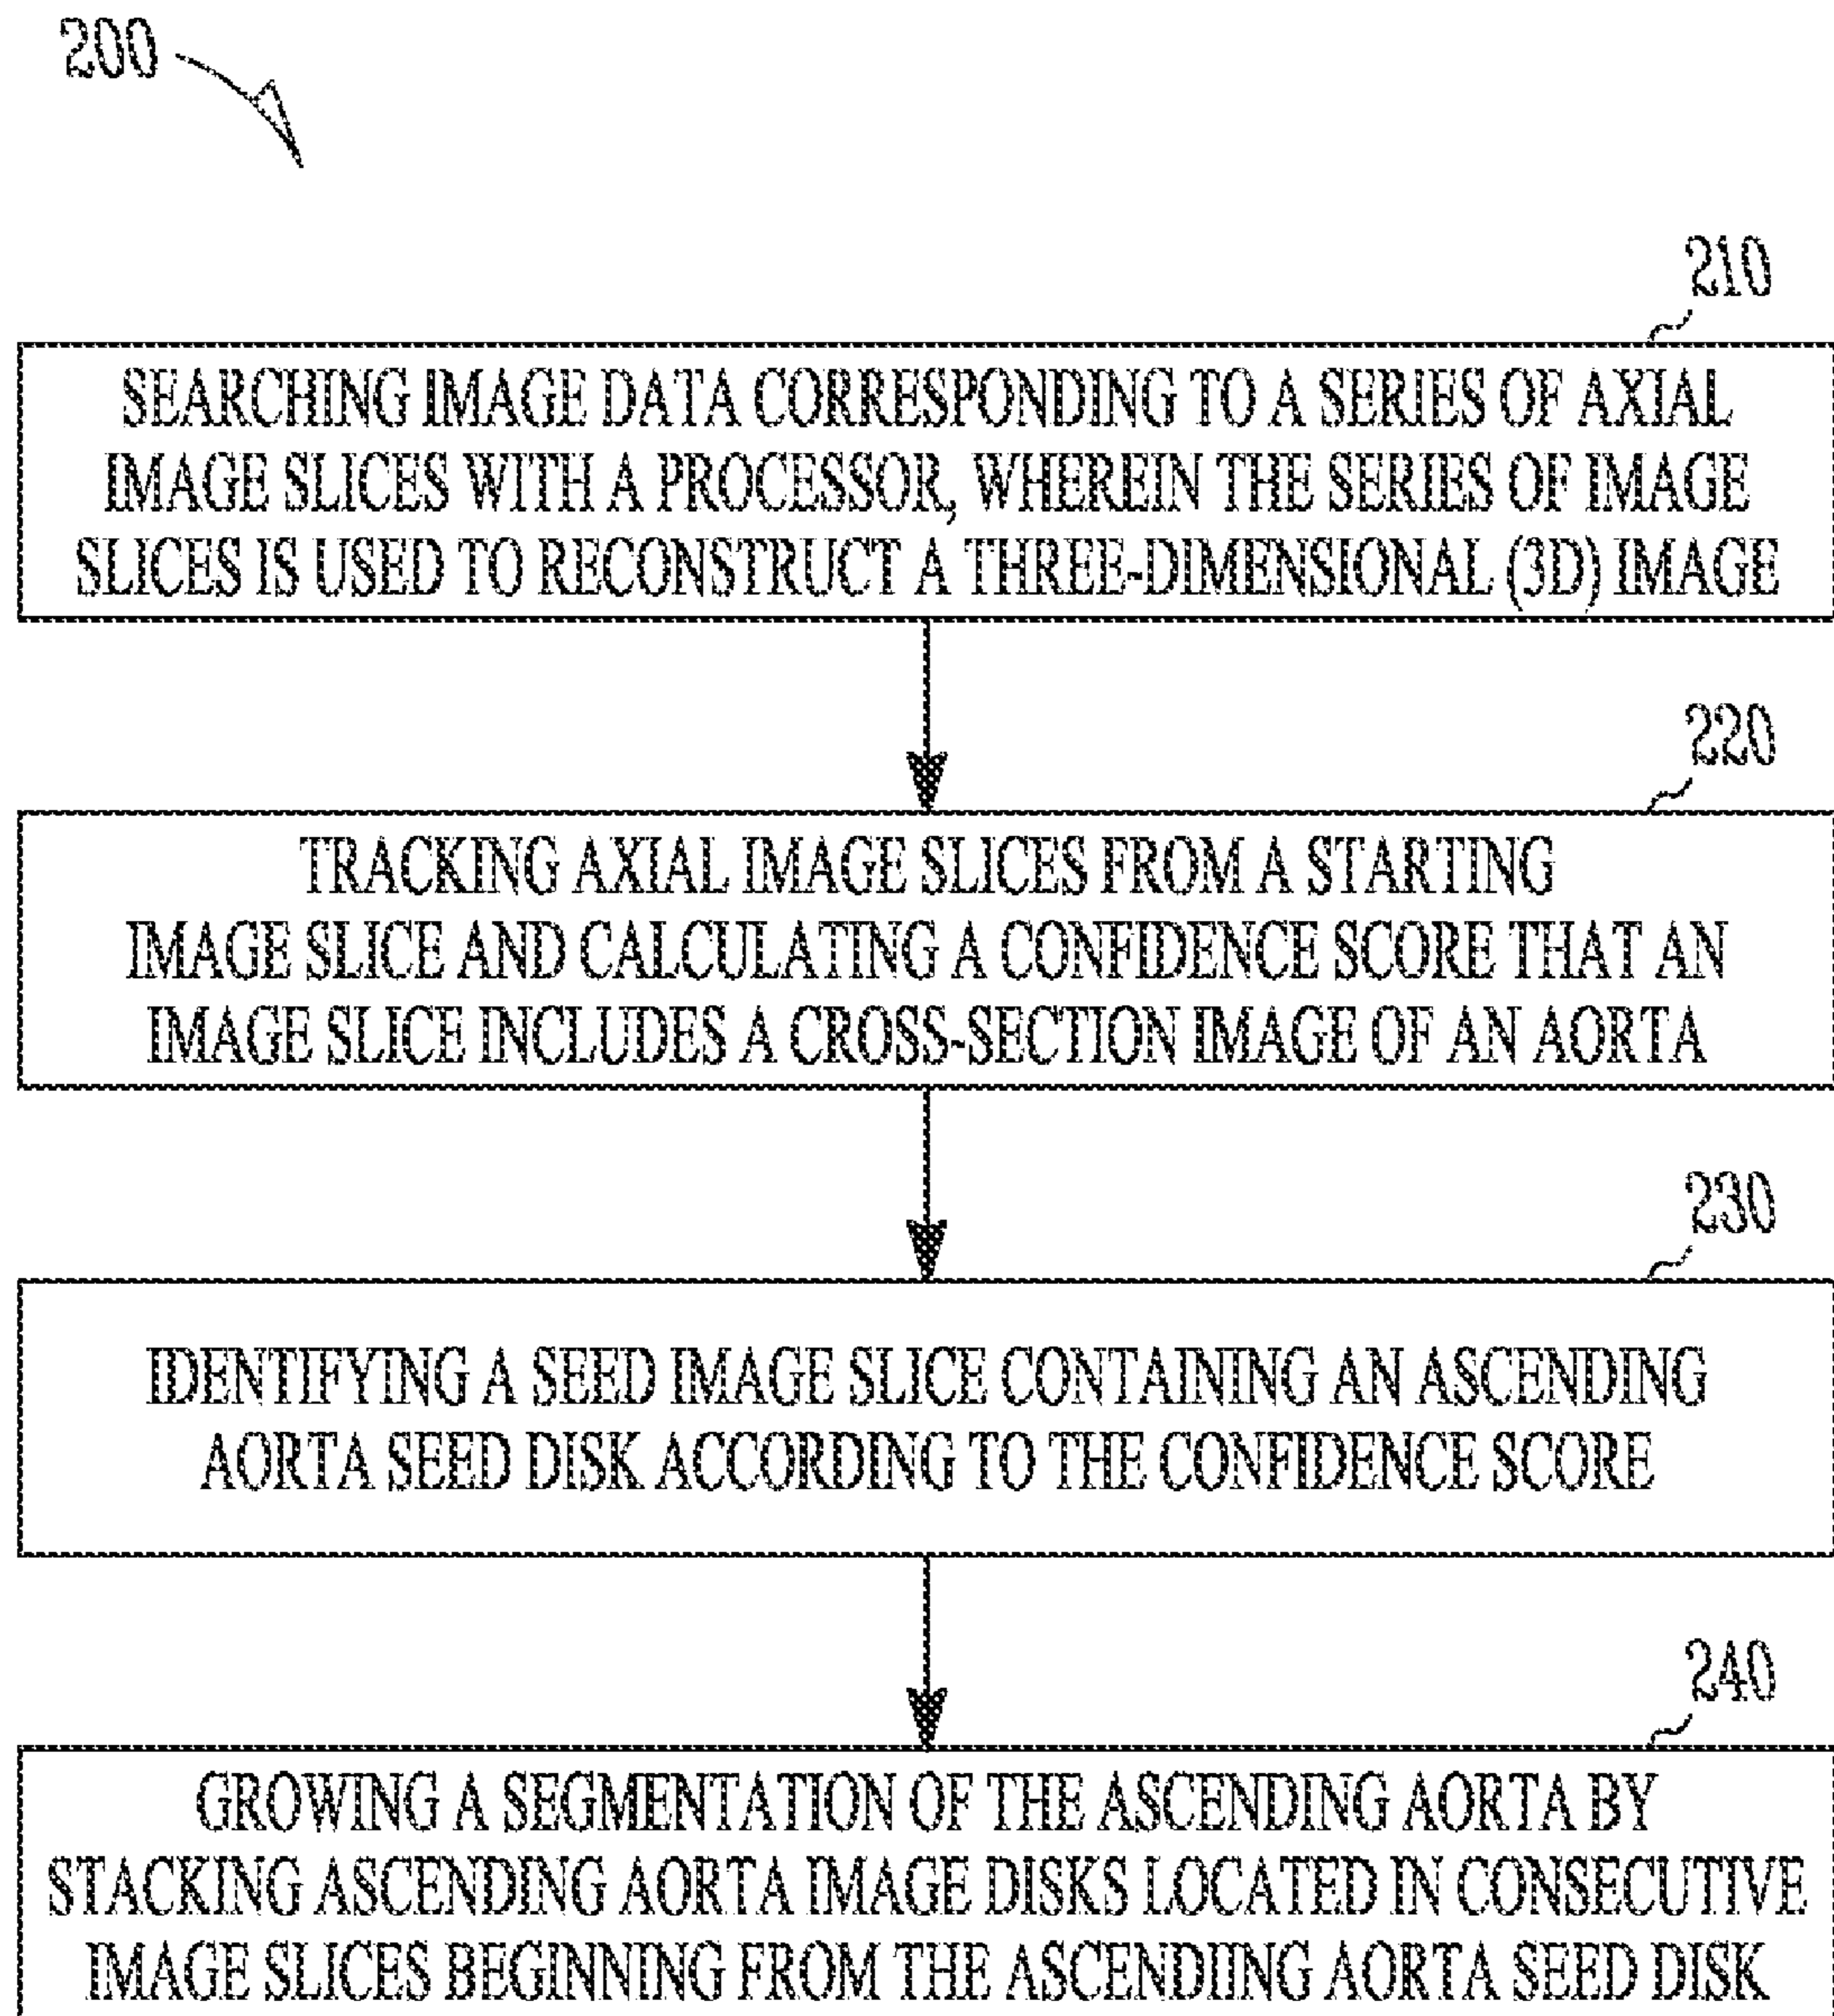 200
210
SEARCHING IMAGE DATA CORRESPONDING TO A SERIES OF AXIAL
IMAGE SLICES WITH A PROCESSOR, WHEREIN THE SERIES OF IMAGE
SLICES IS USED TO RECONSTRUCT A THREE-DIMENSIONAL (3D) IMAGE
220
TRACKING AXIAL IMAGE SLICES FROM A STARTING
IMAGE SLICE AND CALCULATING A CONFIDENCE SCORE THAT AN
IMAGE SLICE INCLUDES A CROSS-SECTION IMAGE OF AN AORTA
230
IDENTIFYING A SEED IMAGE SLICE CONTAINING AN ASCENDING
AORTA SEED DISK ACCORDING TO THE CONFIDENCE SCORE
240
GROWING A SEGMENTATION OF THE ASCENDING AORTA BY
STACKING ASCENDING AORTA IMAGE DISKS LOCATED IN CONSECUTIVE
IMAGE SLICES BEGINNING FROM THE ASCENDIING AORTA SEED DISK